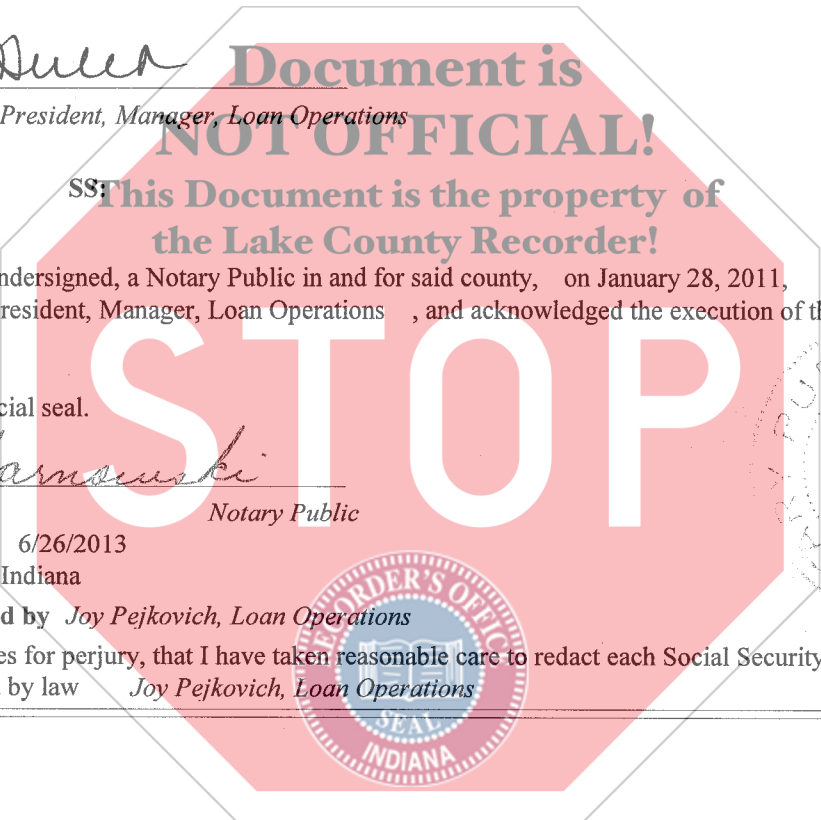 Document is
President, Manager, Loan Operations
NOT OFFICIAL!
SS:
This Document is the property of
the Lake County Recorder!
ndersigned, a Notary Public in and for said county, on January 28, 2011,
resident, Manager, Loan Operations , and acknowledged the execution of th
STOP
cial seal.
arnowski
Notary Public
6/26/2013
Indiana
d by Joy Pejkovich, Loan Operations
es for perjury, that I have taken reasonable care to redact each Social Security
by law Joy Pejkovich, Loan Operations
RECORDER'S OFFICE
SEAL
INDIANA